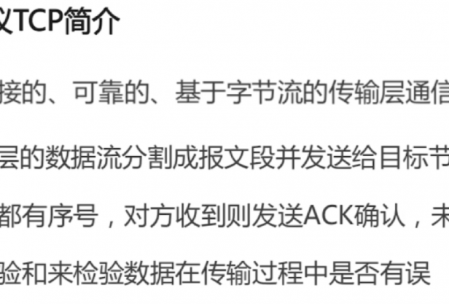 议TCP简介
接的、可靠的、基于字节流的传输层通信
层的数据流分割成报文段并发送给目标节
都有序号，对方收到则发送ACK确认，未
验和来检验数据在传输过程中是否有误